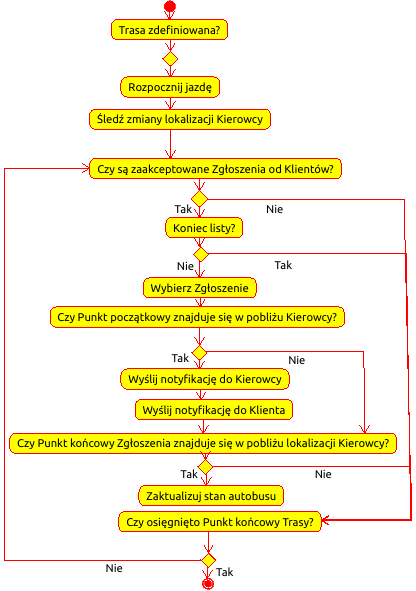 Trasa zdefiniowana?
Rozpocznij jazdę
Śledź zmiany lokalizacji Kierowcy
Czy są zaakceptowane Zgłoszenia od Klientów?
Tak
Nie
Koniec listy?
Nie
Tak
Wybierz Zgłoszenie
Czy Punkt początkowy znajduje się w pobliżu Kierowcy?
Tak
Nie
Wyślij notyfikację do Kierowcy
Wyślij notyfikację do Klienta
Czy Punkt końcowy Zgłoszenia znajduje się w pobliżu lokalizacji Kierowcy?
Tak
Nie
Zaktualizuj stan autobusu
Czy osięgnięto Punkt końcowy Trasy?
Nie
Tak